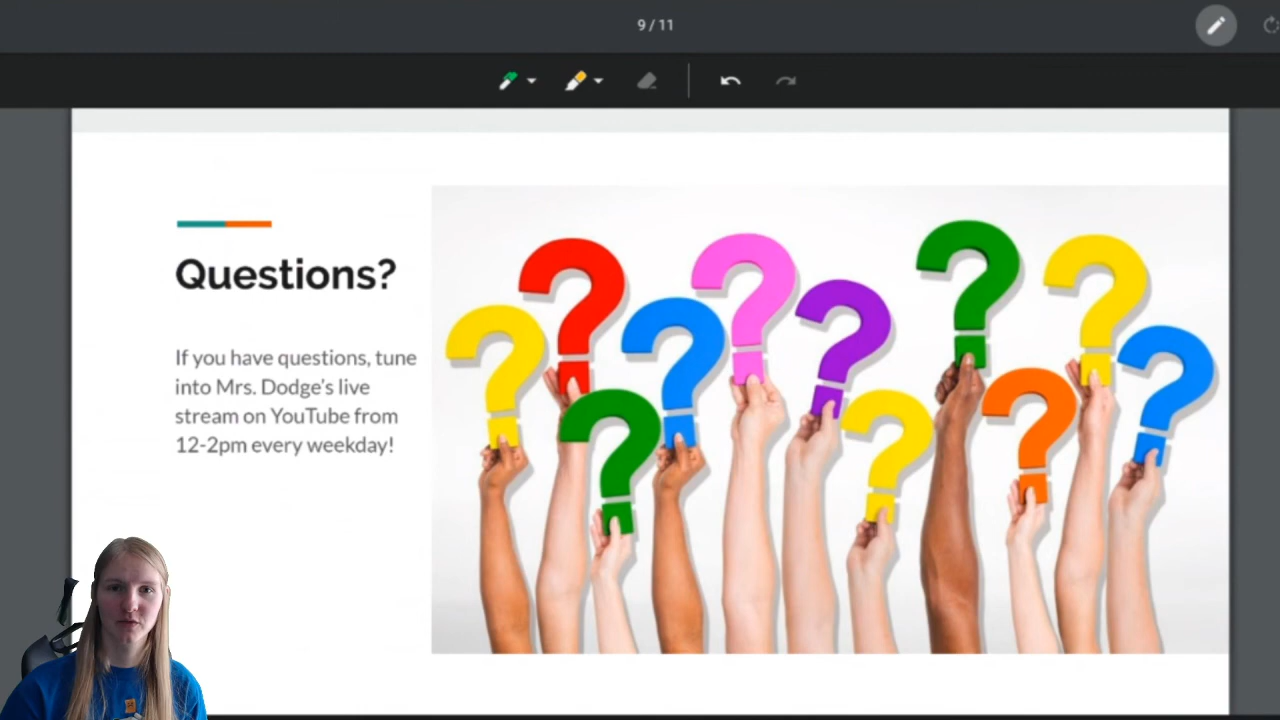 9 / 11
Questions?
If you have questions, tune
into Mrs. Dodge's live
stream on YouTube from
12-2pm every weekday!